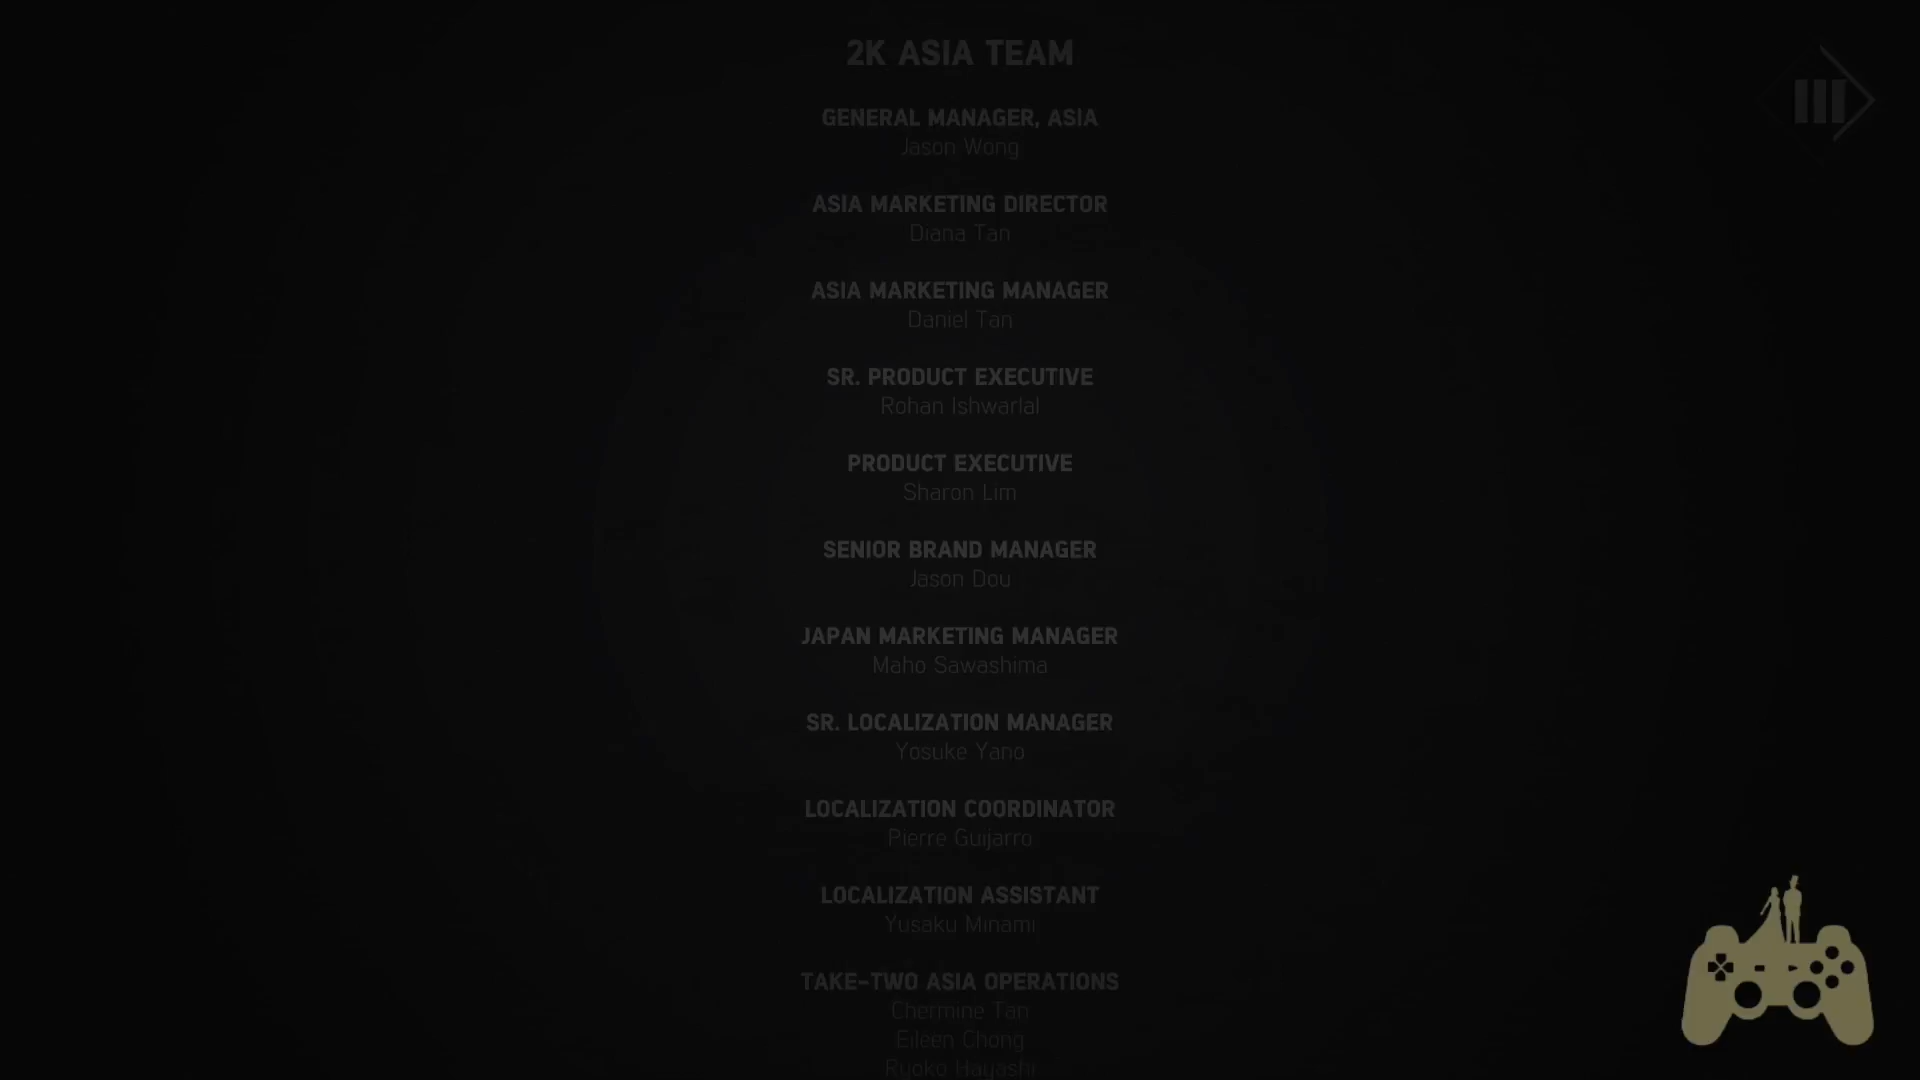 2K ASIA TEAM
GENERAL MANAGER, ASIA
Jason Wong
ASIA MARKETING DIRECTOR
Diana Tan
ASIA MARKETING MANAGER
Daniel Tan
SR. PRODUCT EXECUTIVE
Rohan Ishwarlal
PRODUCT EXECUTIVE
Sharon Lim
SENIOR BRAND MANAGER
Jason Dou
JAPAN MARKETING MANAGER
Maho Sawashima
SR. LOCALIZATION MANAGER
Yosuke Yano
LOCALIZATION COORDINATOR
Pierre Guijarro
LOCALIZATION ASSISTANT
Yusaku Minami
TAKE-TWO ASIA OPERATIONS
Chermine Tan
Eileen Chong
Ryoko Hayashi